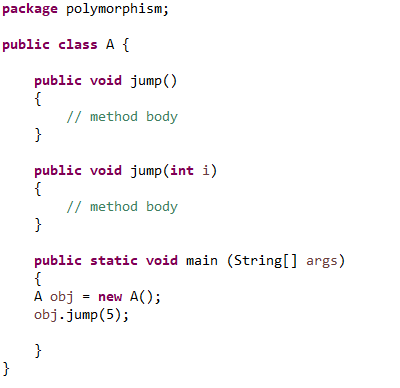 package polymorphism;
public class A {
public void jump()
{
// method body
}
public void jump(int i)
{
// method body
}
public static void main (String[] args)
{
A obj = new A();
obj.jump(5);
}
}